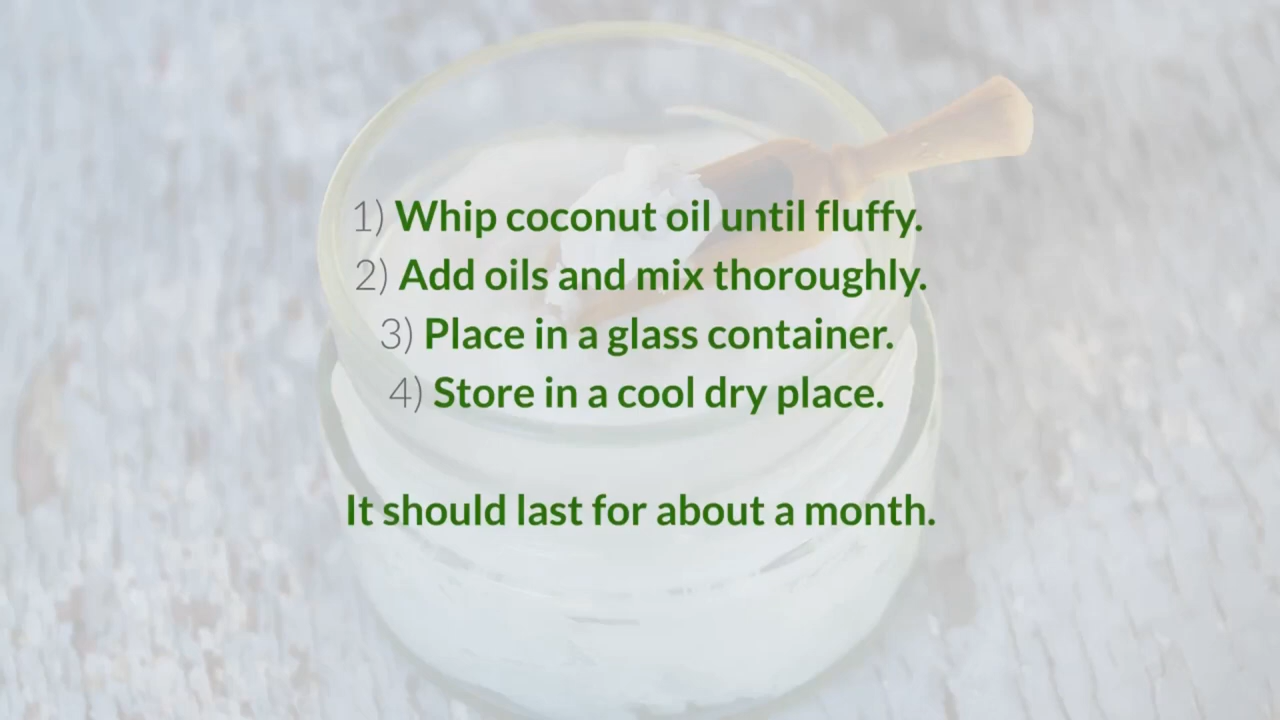 1) Whip coconut oil until fluffy.
2) Add oils and mix thoroughly.
3) Place in a glass container.
4) Store in a cool dry place.
It should last for about a month.